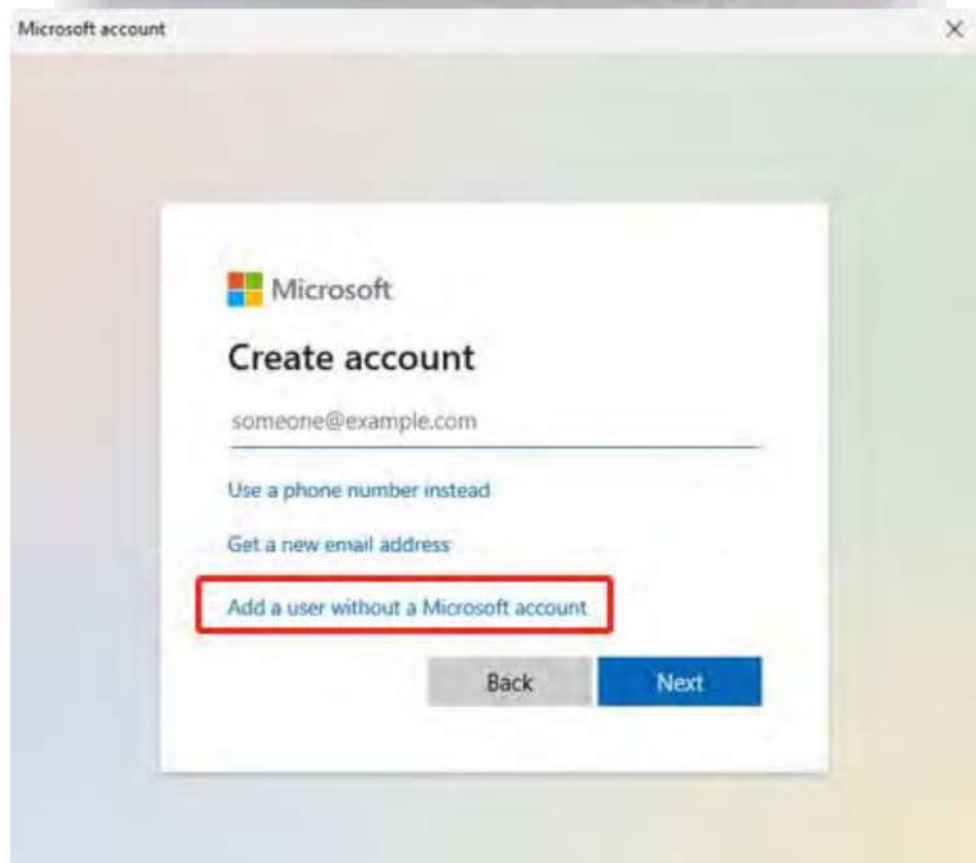 Microsoft account
Microsoft
Create account
someone@example.com
Use a phone number instead
Get a new email address
Add a user without a Microsoft account
Back Next